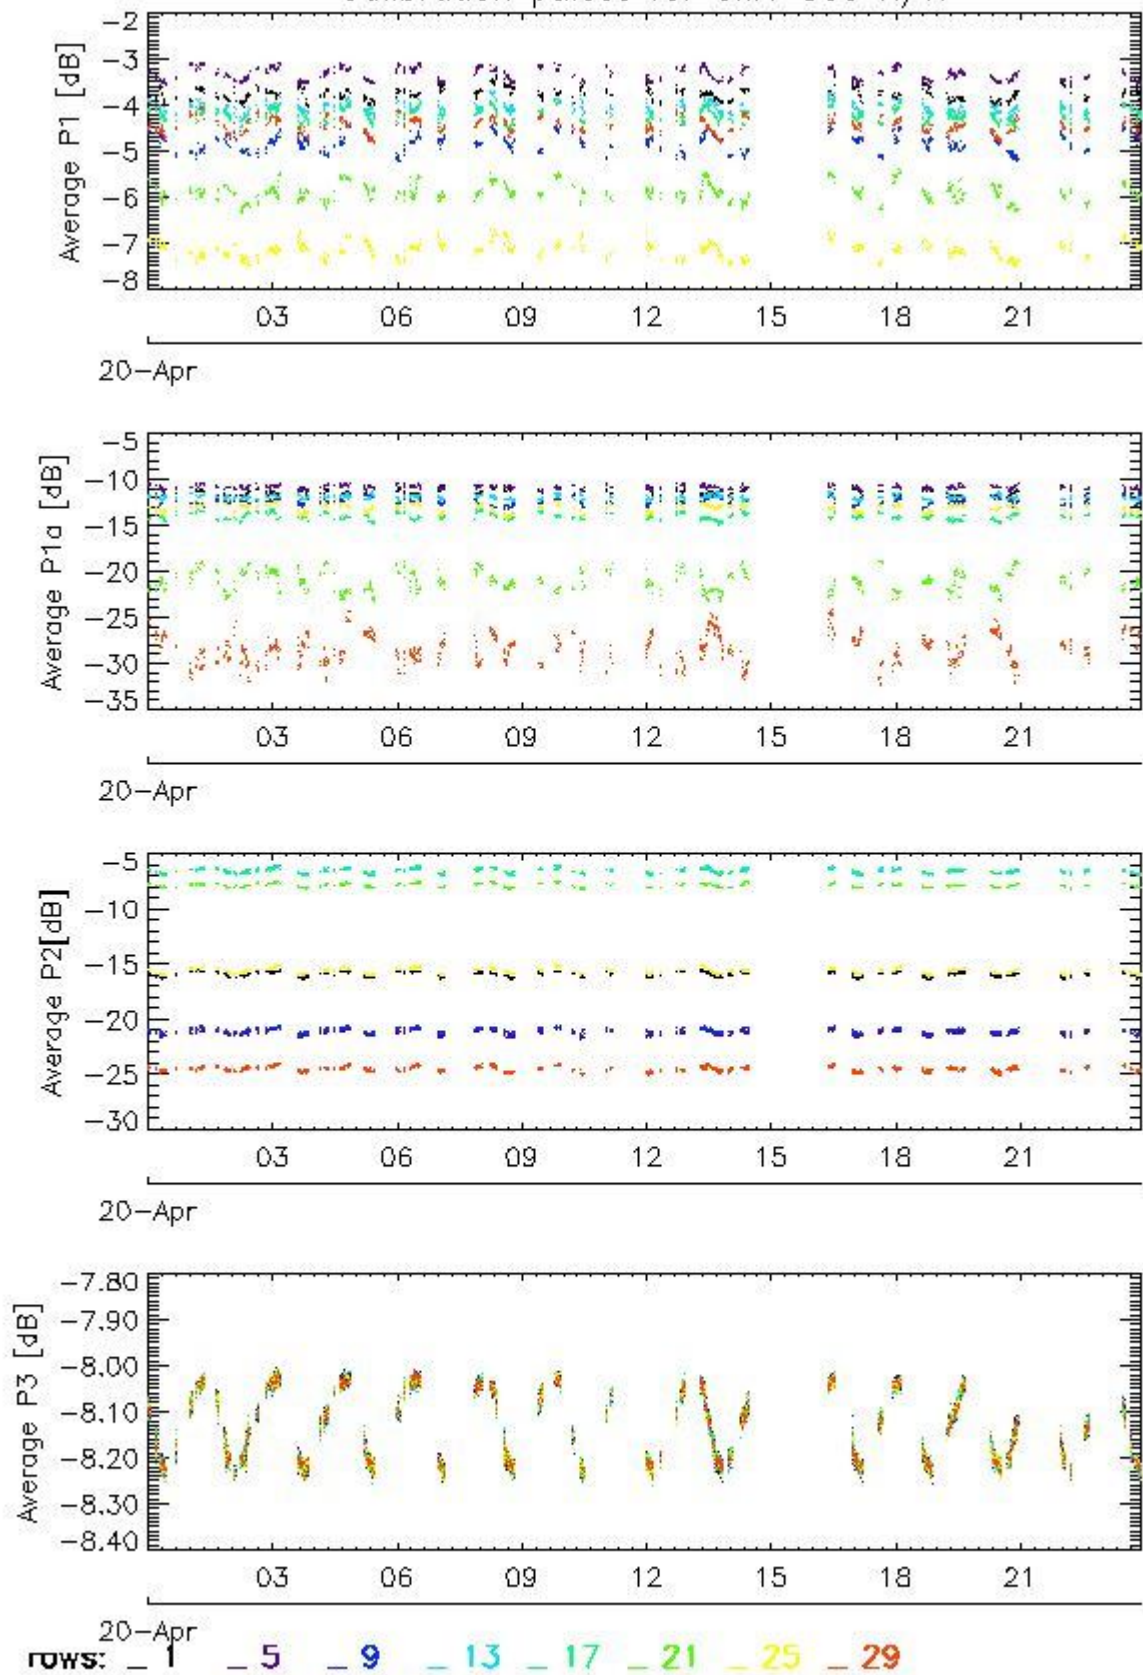 -2
-3
-4
-5
-6
-7
-8
Average P1 [dB]
03 06 09 12 15 18 21
20-Apr
-5
-10
-15
-20
-25
-30
-35
Average P1a [dB]
03 06 09 12 15 18 21
20-Apr
-5
-10
-15
-20
-25
-30
Average P2[dB]
03 06 09 12 15 18 21
20-Apr
-7.80
-7.90
-8.00
-8.10
-8.20
-8.30
-8.40
Average P3 [dB]
03 06 09 12 15 18 21
20-Apr
rows: _ 1 _ 5 _ 9 _ 13 _ 17 _ 21 _ 25 _ 29